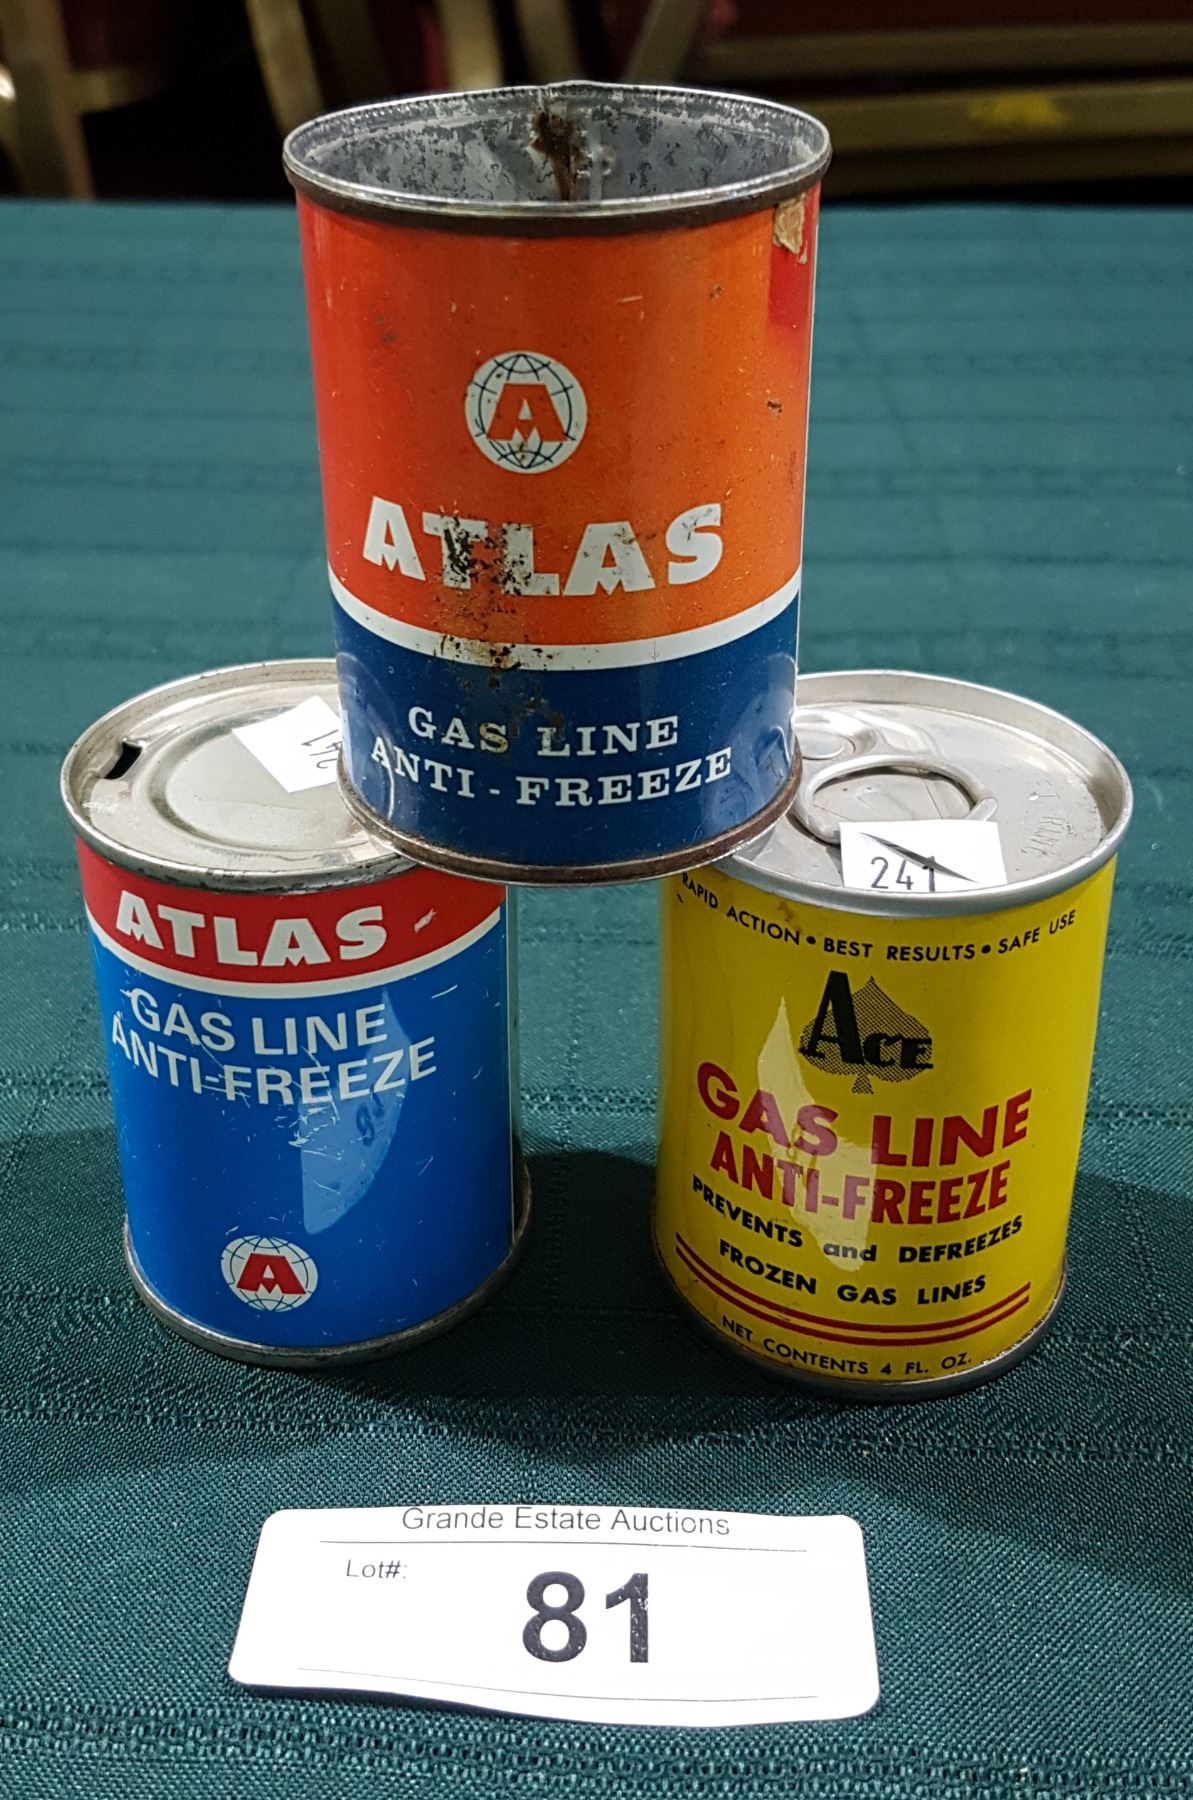 A
ATLAS
GAS LINE
ANTI-FREEZE
241
ATLAS
GAS LINE
ANTI-FREEZE
A
241
RAPID ACTION • BEST RESULTS • SAFE USE
ACE
GAS LINE
ANTI-FREEZE
PREVENTS and DEFREEZES
FROZEN GAS LINES
NET CONTENTS 4 FL. OZ.
Grande Estate Auctions
Lot#:
81